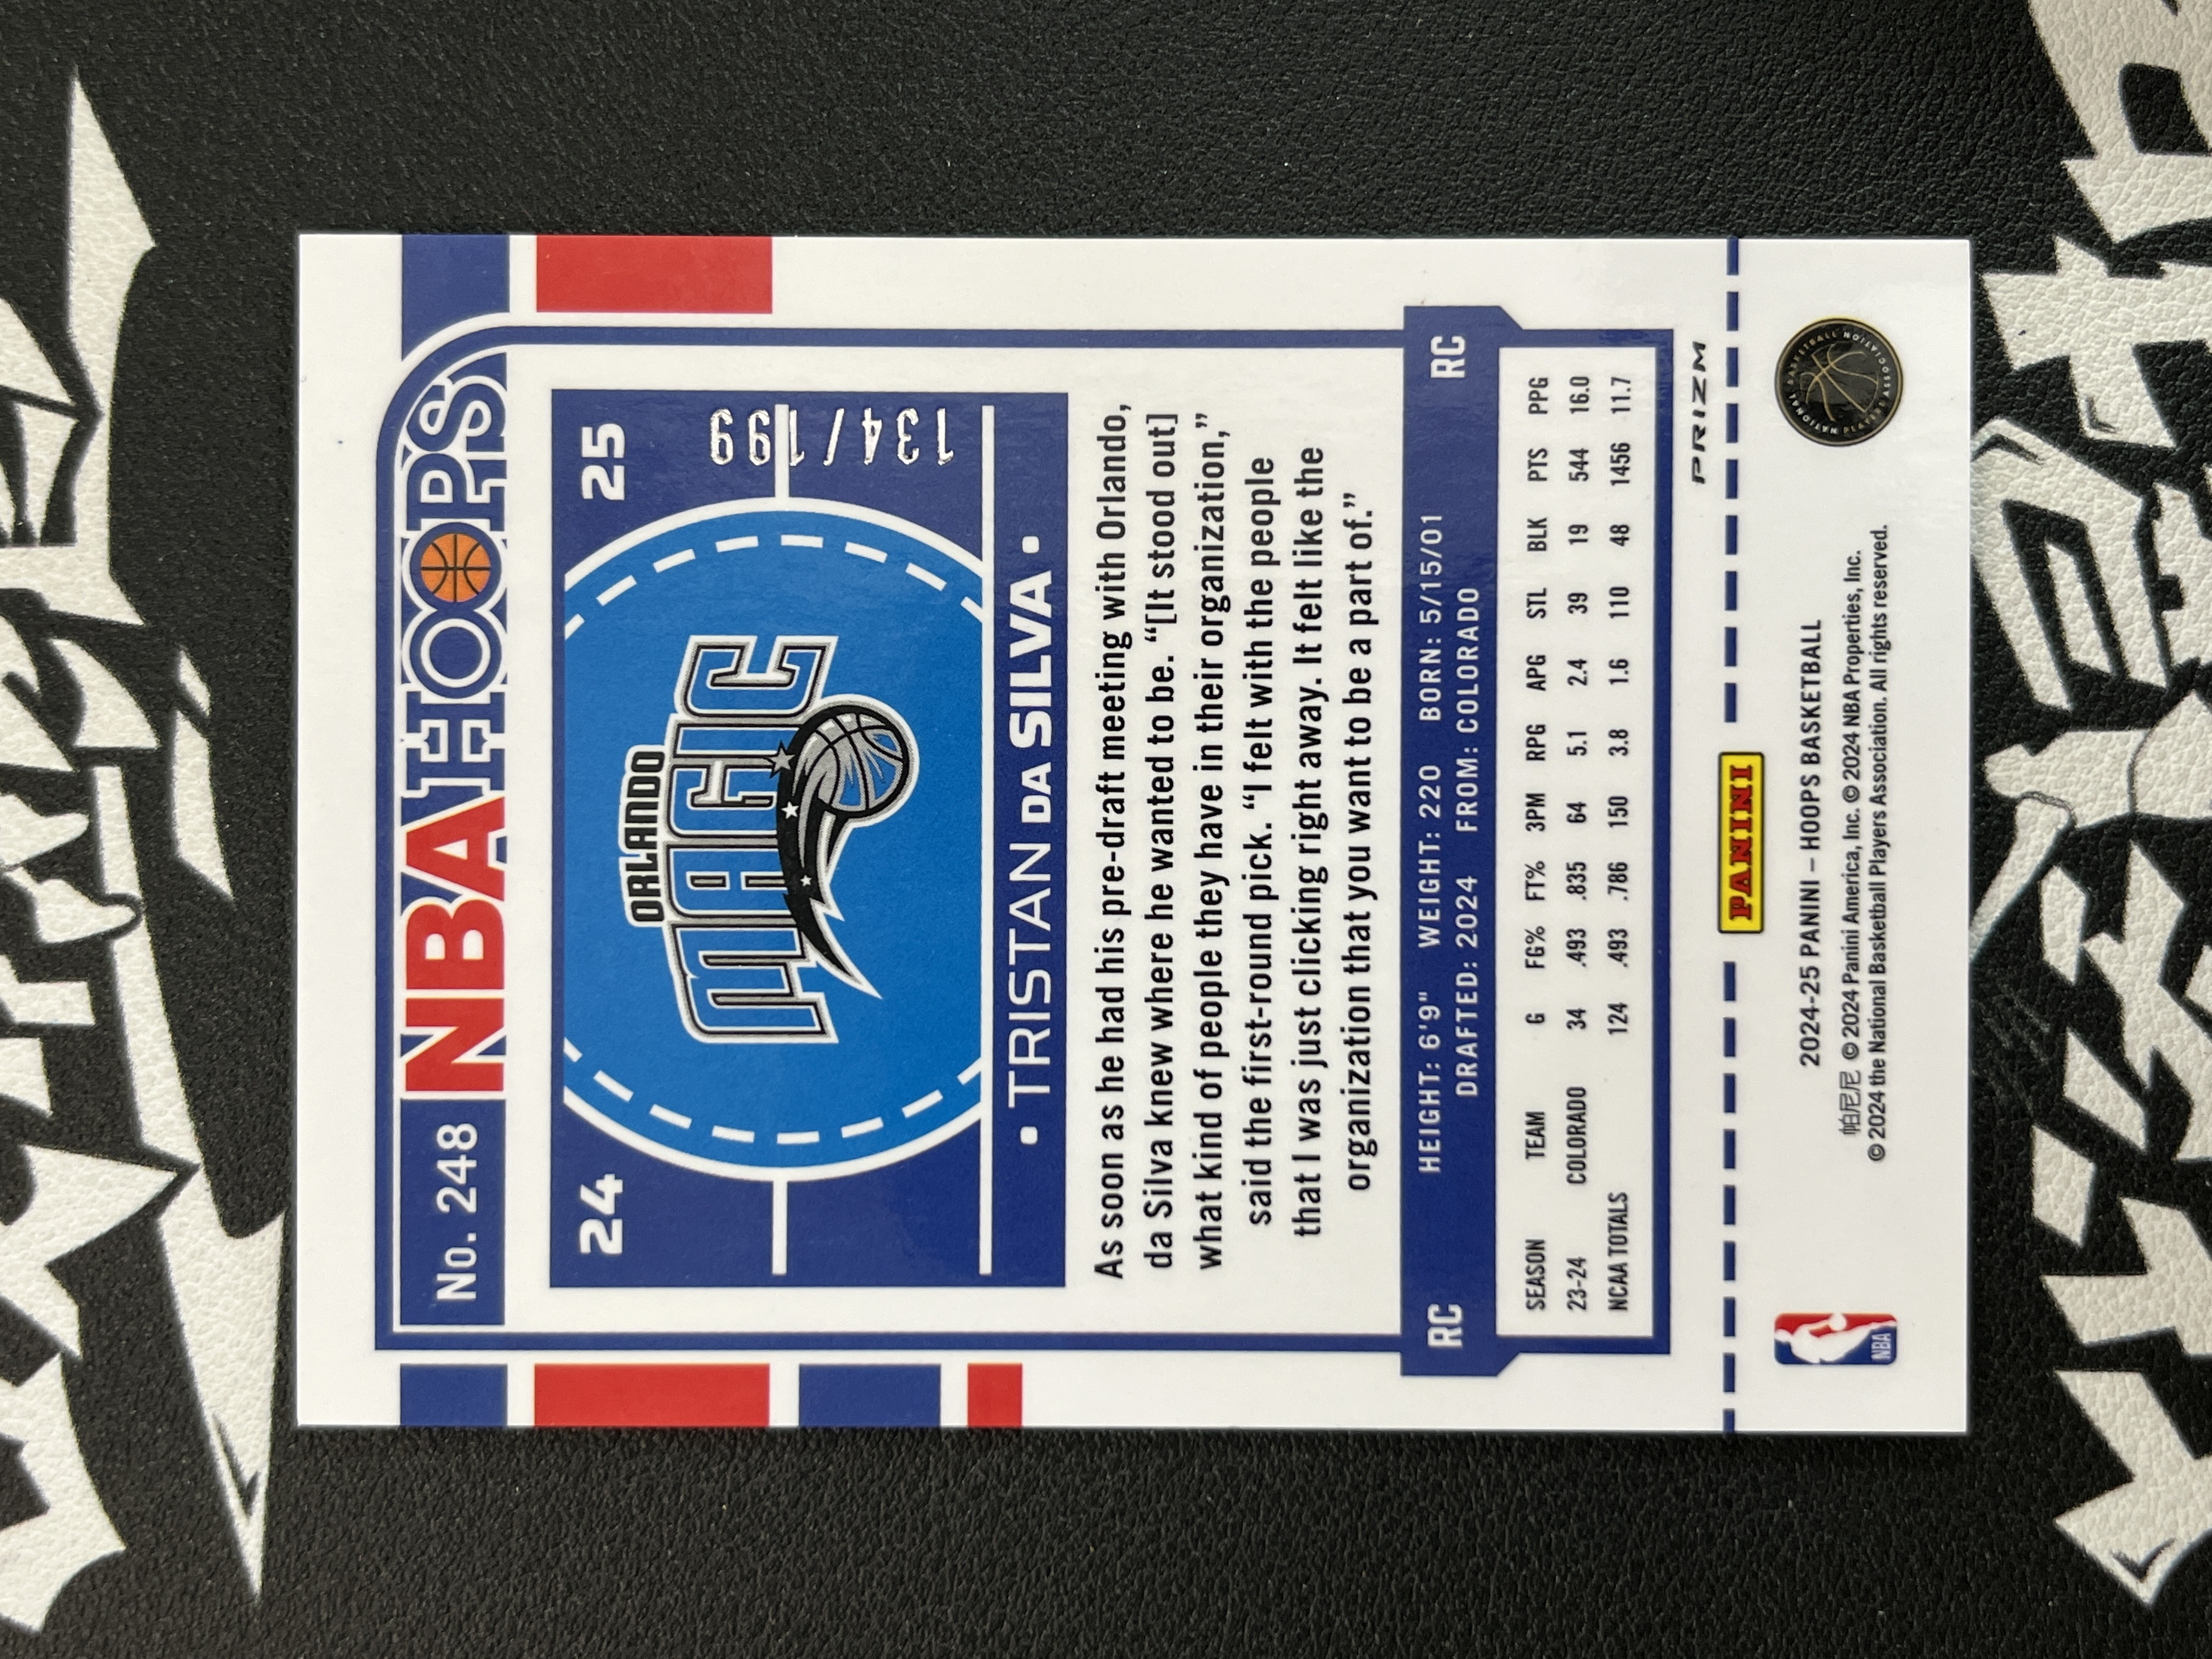 No. 248 NBA HOOPS
24 25
ORLANDO
MAGIC
134/199
• TRISTAN DA SILVA •
As soon as he had his pre-draft meeting with Orlando,
da Silva knew where he wanted to be. “[It stood out]
what kind of people they have in their organization,”
said the first-round pick. “I felt with the people
that I was just clicking right away. It felt like the
organization that you want to be a part of.”
RC HEIGHT: 6'9" WEIGHT: 220 BORN: 5/15/01 RC
DRAFTED: 2024 FROM: COLORADO
SEASON TEAM G FG% FT% 3PM RPG APG STL BLK PTS PPG
23-24 COLORADO 34 .493 .835 64 5.1 2.4 39 19 544 16.0
NCAA TOTALS 124 .493 .786 150 3.8 1.6 110 48 1456 11.7
PRIZM
PANINI
NBA
2024-25 PANINI – HOOPS BASKETBALL
帕尼尼 © 2024 Panini America, Inc. © 2024 NBA Properties, Inc.
© 2024 the National Basketball Players Association. All rights reserved.
NATIONAL BASKETBALL PLAYERS ASSOCIATION